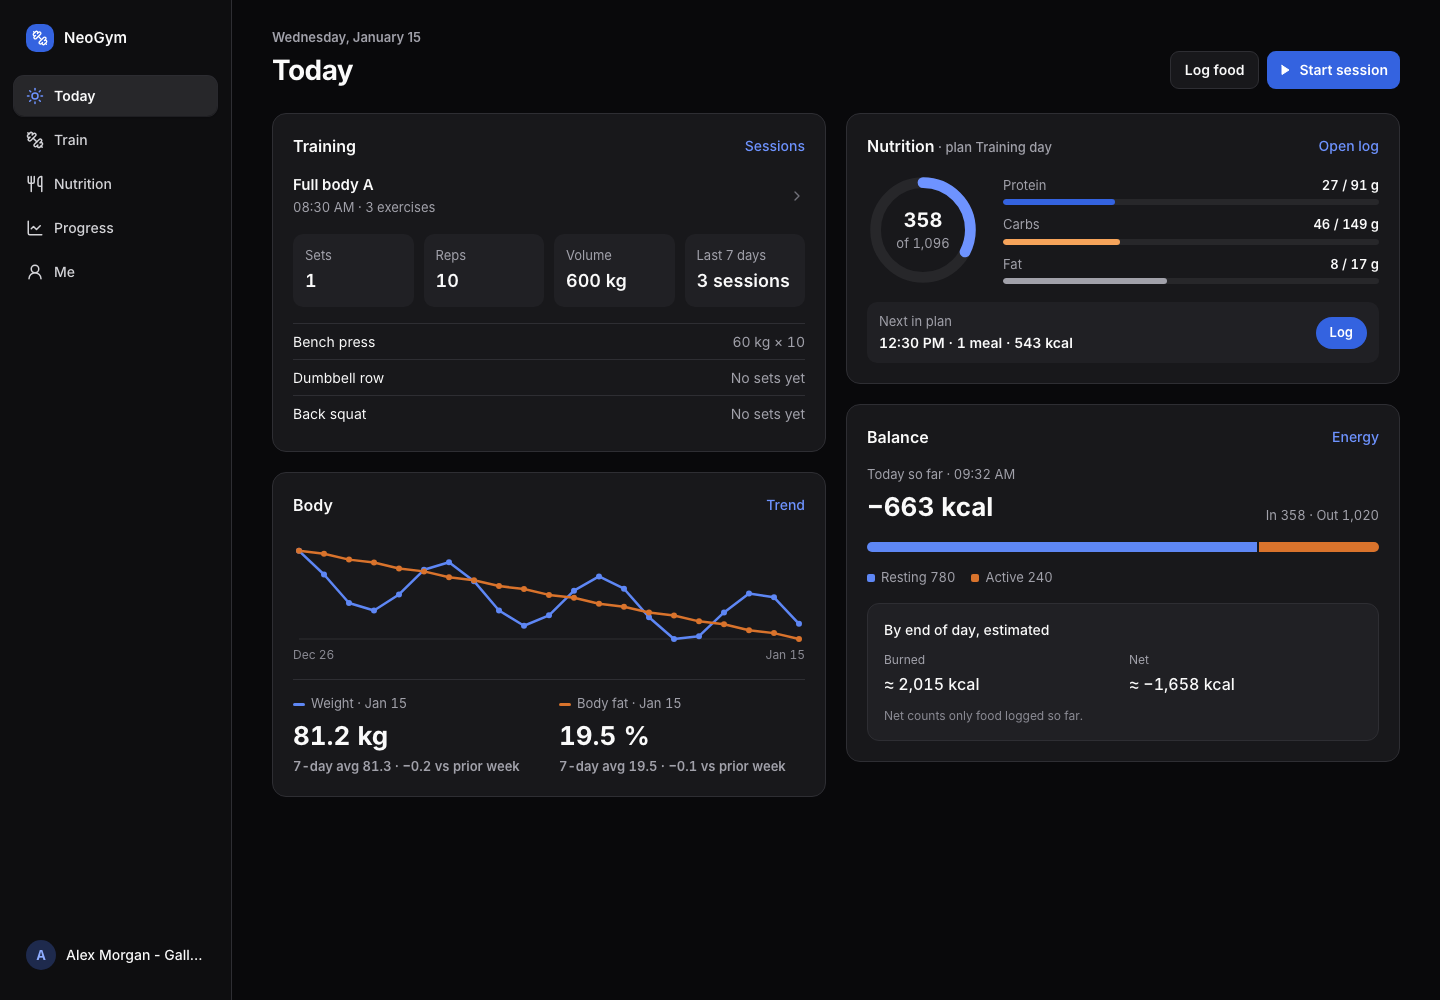 NeoGym
Today
Train
Nutrition
Progress
Me
Alex Morgan - Gall...
Wednesday, January 15
Today
Log food
Start session
Training
Sessions
Full body A
08:30 AM · 3 exercises
Sets
1
Reps
10
Volume
600 kg
Last 7 days
3 sessions
Bench press
60 kg × 10
Dumbbell row
No sets yet
Back squat
No sets yet
Body
Trend
Dec 26
Jan 15
Weight · Jan 15
81.2 kg
7-day avg 81.3 · −0.2 vs prior week
Body fat · Jan 15
19.5 %
7-day avg 19.5 · −0.1 vs prior week
Nutrition · plan Training day
Open log
358
of 1,096
Protein
27 / 91 g
Carbs
46 / 149 g
Fat
8 / 17 g
Next in plan
12:30 PM · 1 meal · 543 kcal
Log
Balance
Energy
Today so far · 09:32 AM
−663 kcal
In 358 · Out 1,020
Resting 780
Active 240
By end of day, estimated
Burned
≈ 2,015 kcal
Net
≈ −1,658 kcal
Net counts only food logged so far.
A